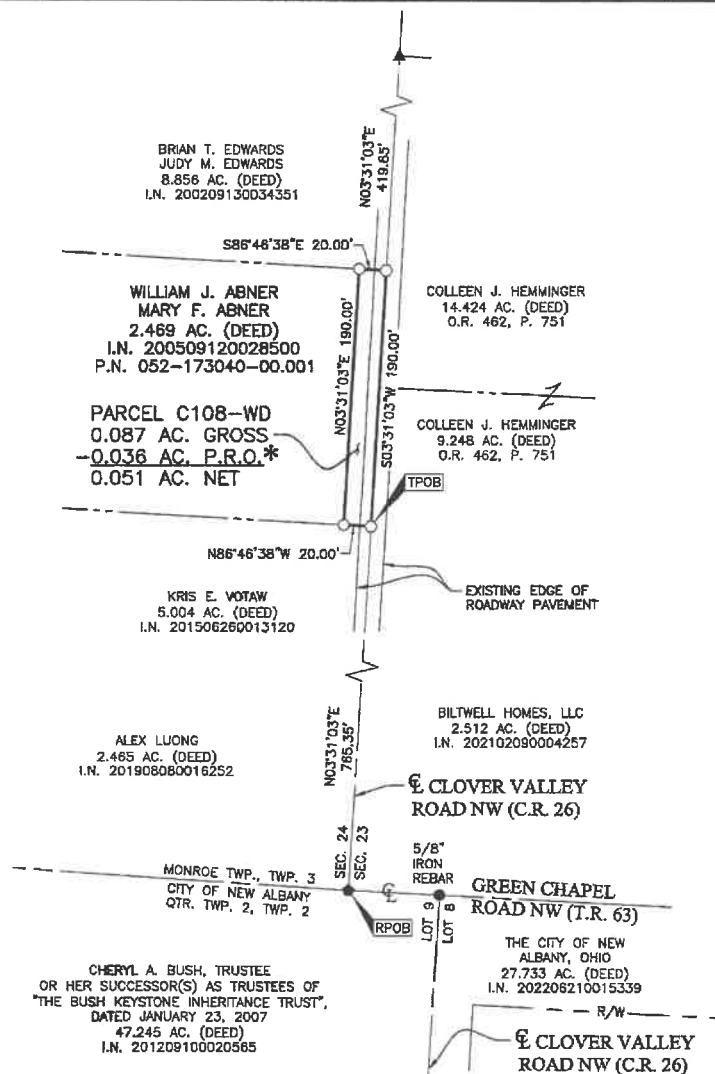 N03°31'03"E
419.65'
BRIAN T. EDWARDS
JUDY M. EDWARDS
8.856 AC. (DEED)
I.N. 200209130034351
S86°46'38"E 20.00'
WILLIAM J. ABNER
MARY F. ABNER
2.469 AC. (DEED)
I.N. 200509120028500
P.N. 052-173040-00.001
N03°31'03"E 190.00'
S03°31'03"W 190.00'
COLLEEN J. HEMMINGER
14.424 AC. (DEED)
O.R. 462, P. 751
PARCEL C108-WD
0.087 AC. GROSS
-0.036 AC. P.R.O.*
0.051 AC. NET
COLLEEN J. HEMMINGER
9.248 AC. (DEED)
O.R. 462, P. 751
TPOB
N86°46'38"W 20.00'
KRIS E. VOTAW
5.004 AC. (DEED)
I.N. 201506260013120
EXISTING EDGE OF
ROADWAY PAVEMENT
ALEX LUONG
2.465 AC. (DEED)
I.N. 201908080016252
N03°31'03"E
765.35'
BILTWELL HOMES, LLC
2.512 AC. (DEED)
I.N. 202102090004257
℄ CLOVER VALLEY
ROAD NW (C.R. 26)
SEC. 24
SEC. 23
5/8"
IRON
REBAR
MONROE TWP., TWP. 3
CITY OF NEW ALBANY
QTR. TWP. 2, TWP. 2
℄
GREEN CHAPEL
ROAD NW (T.R. 63)
RPOB
LOT 9
LOT 8
THE CITY OF NEW
ALBANY, OHIO
27.733 AC. (DEED)
I.N. 202206210015339
CHERYL A. BUSH, TRUSTEE
OR HER SUCCESSOR(S) AS TRUSTEES OF
"THE BUSH KEYSTONE INHERITANCE TRUST",
DATED JANUARY 23, 2007
47.245 AC. (DEED)
I.N. 201209100020565
R/W
℄ CLOVER VALLEY
ROAD NW (C.R. 26)